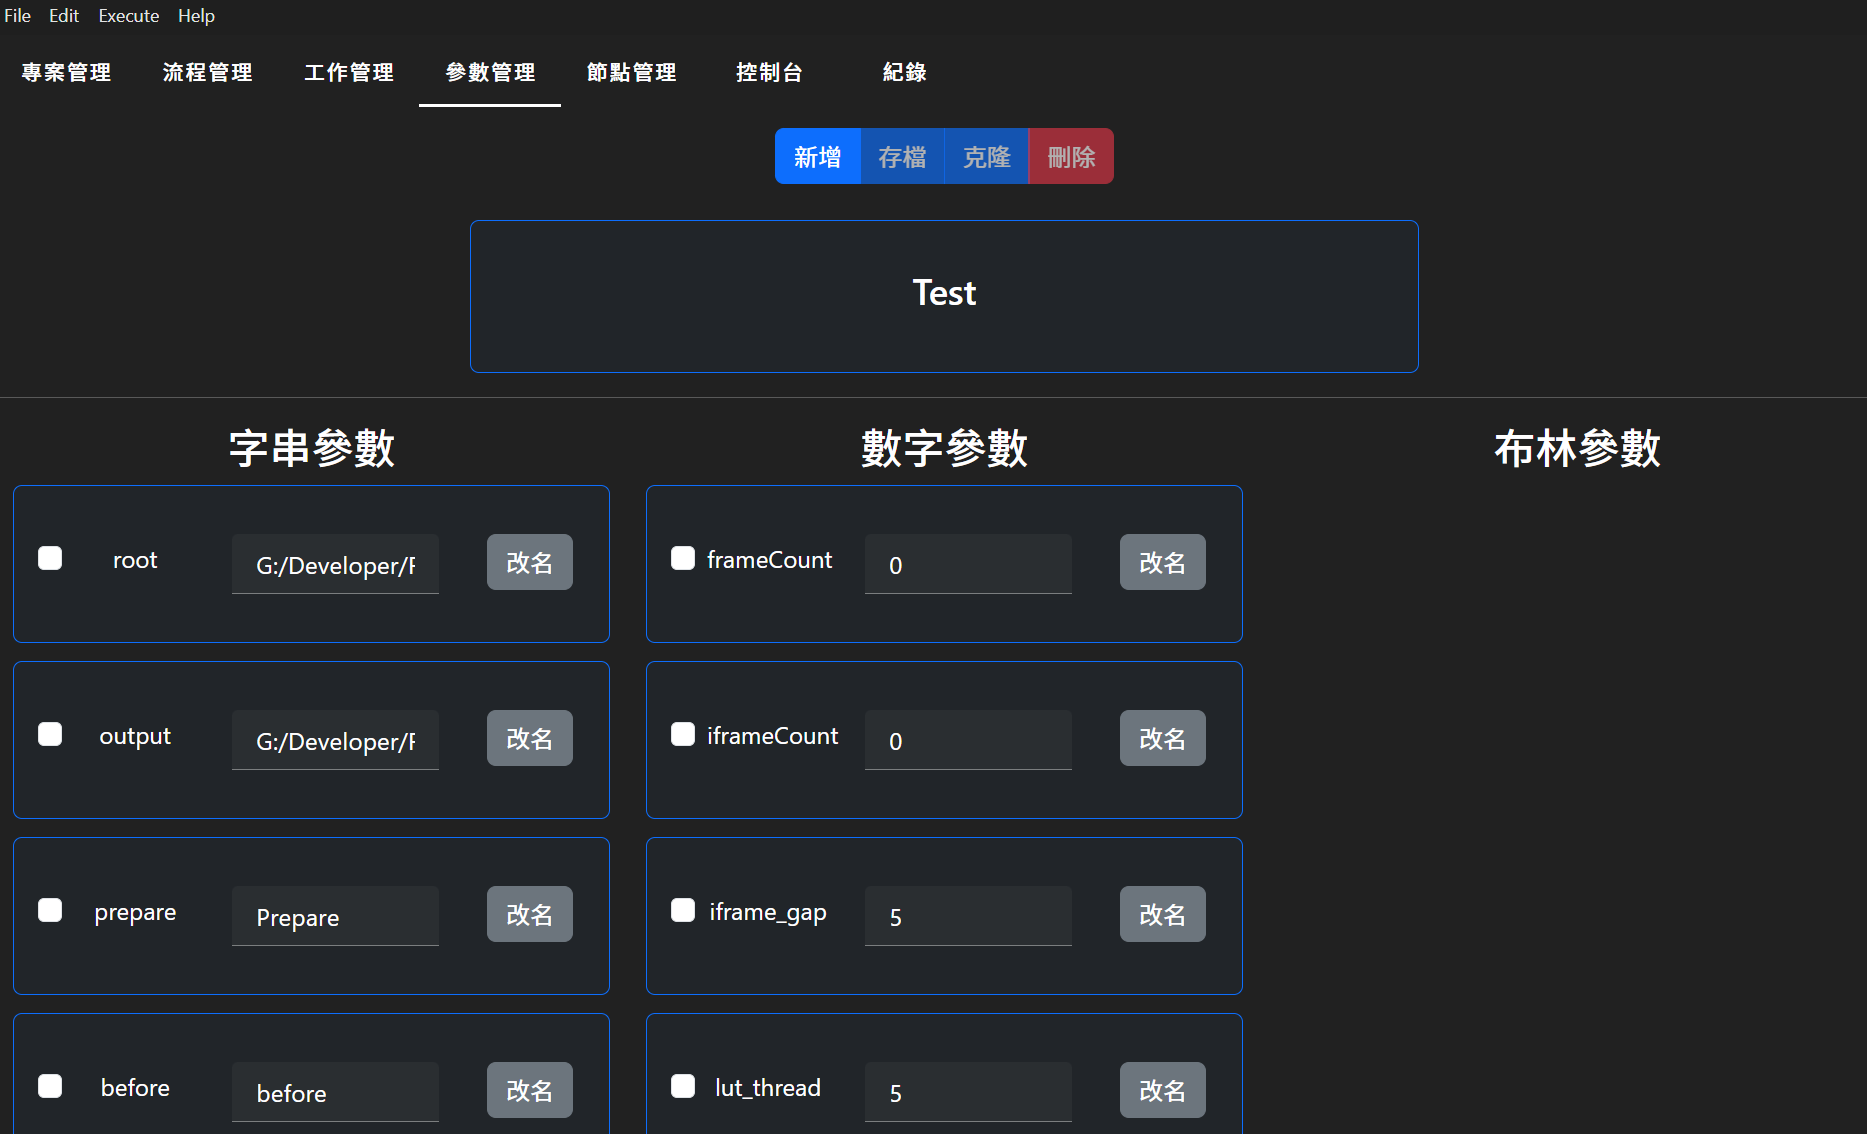 File Edit Execute Help
專案管理 流程管理 工作管理 參數管理 節點管理 控制台 紀錄
新增 存檔 克隆 刪除
Test
字串參數 數字參數 布林參數
root G:/Developer/ 改名 frameCount 0 改名
output G:/Developer/ 改名 iframeCount 0 改名
prepare Prepare 改名 iframe_gap 5 改名
before before 改名 lut_thread 5 改名